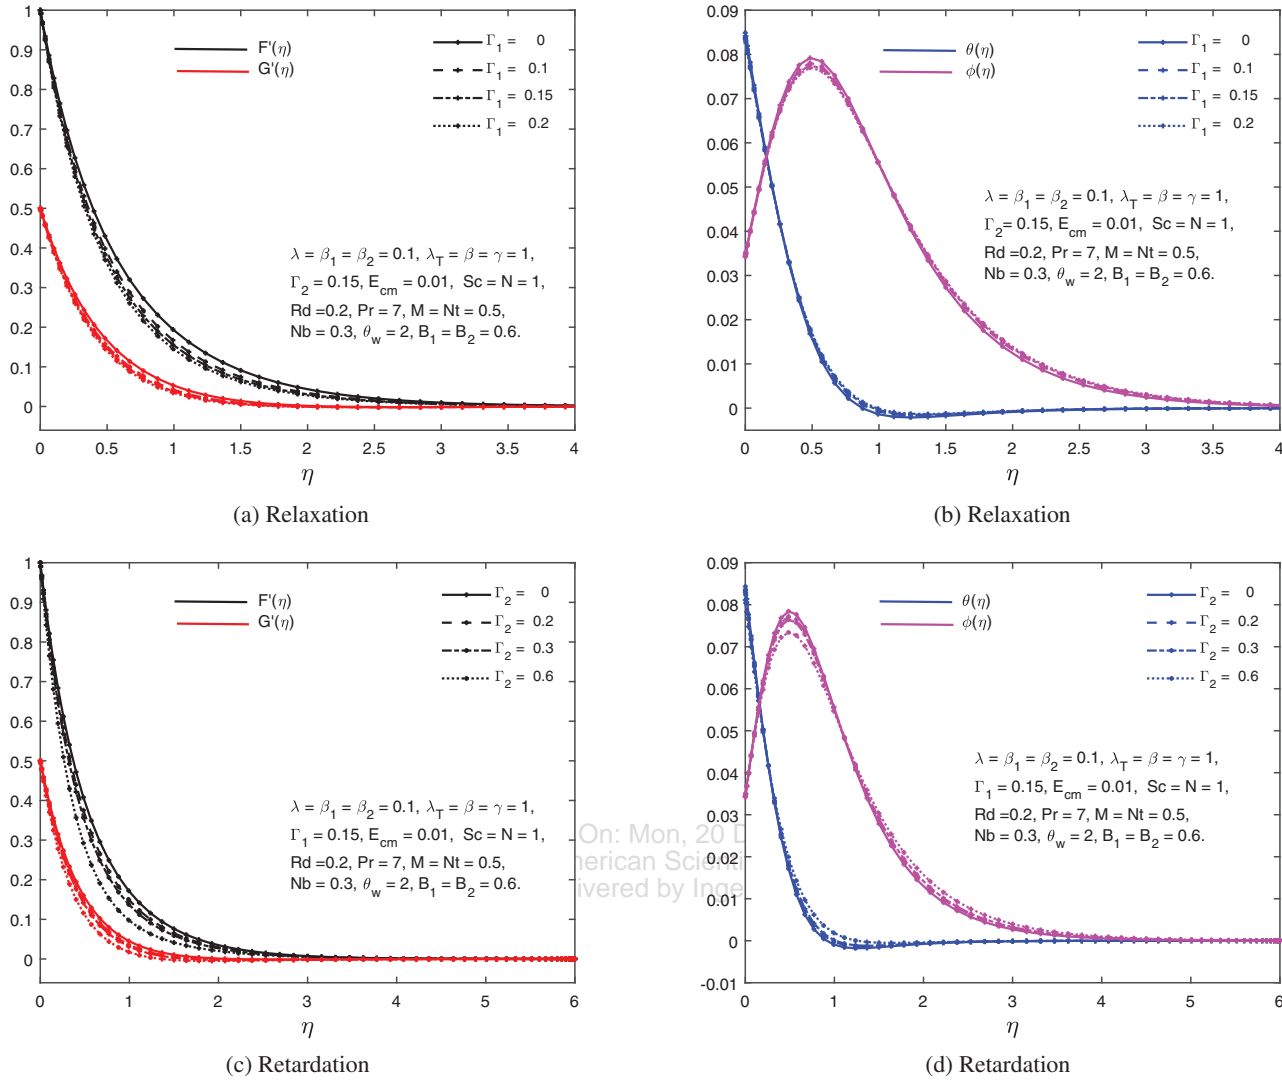 1
0.9
0.8
0.7
0.6
0.5
0.4
0.3
0.2
0.1
0
F'(η)
G'(η)
Γ1 = 0
Γ1 = 0.1
Γ1 = 0.15
Γ1 = 0.2
λ = β1 = β2 = 0.1, λT = β = γ = 1,
Γ2 = 0.15, Ecm = 0.01, Sc = N = 1,
Rd =0.2, Pr = 7, M = Nt = 0.5,
Nb = 0.3, θw = 2, B1 = B2 = 0.6.
0 0.5 1 1.5 2 2.5 3 3.5 4
η
(a) Relaxation
0.09
0.08
0.07
0.06
0.05
0.04
0.03
0.02
0.01
0
θ(η)
ϕ(η)
Γ1 = 0
Γ1 = 0.1
Γ1 = 0.15
Γ1 = 0.2
λ = β1 = β2 = 0.1, λT = β = γ = 1,
Γ2 = 0.15, Ecm = 0.01, Sc = N = 1,
Rd =0.2, Pr = 7, M = Nt = 0.5,
Nb = 0.3, θw = 2, B1 = B2 = 0.6.
0 0.5 1 1.5 2 2.5 3 3.5 4
η
(b) Relaxation
1
0.9
0.8
0.7
0.6
0.5
0.4
0.3
0.2
0.1
0
F'(η)
G'(η)
Γ2 = 0
Γ2 = 0.2
Γ2 = 0.3
Γ2 = 0.6
λ = β1 = β2 = 0.1, λT = β = γ = 1,
Γ1 = 0.15, Ecm = 0.01, Sc = N = 1,
Rd =0.2, Pr = 7, M = Nt = 0.5,
Nb = 0.3, θw = 2, B1 = B2 = 0.6.
0 1 2 3 4 5 6
η
(c) Retardation
On: Mon, 20 D
merican Scienti
ivered by Inge
0.09
0.08
0.07
0.06
0.05
0.04
0.03
0.02
0.01
0
-0.01
θ(η)
ϕ(η)
Γ2 = 0
Γ2 = 0.2
Γ2 = 0.3
Γ2 = 0.6
λ = β1 = β2 = 0.1, λT = β = γ = 1,
Γ1 = 0.15, Ecm = 0.01, Sc = N = 1,
Rd =0.2, Pr = 7, M = Nt = 0.5,
Nb = 0.3, θw = 2, B1 = B2 = 0.6.
0 1 2 3 4 5 6
η
(d) Retardation